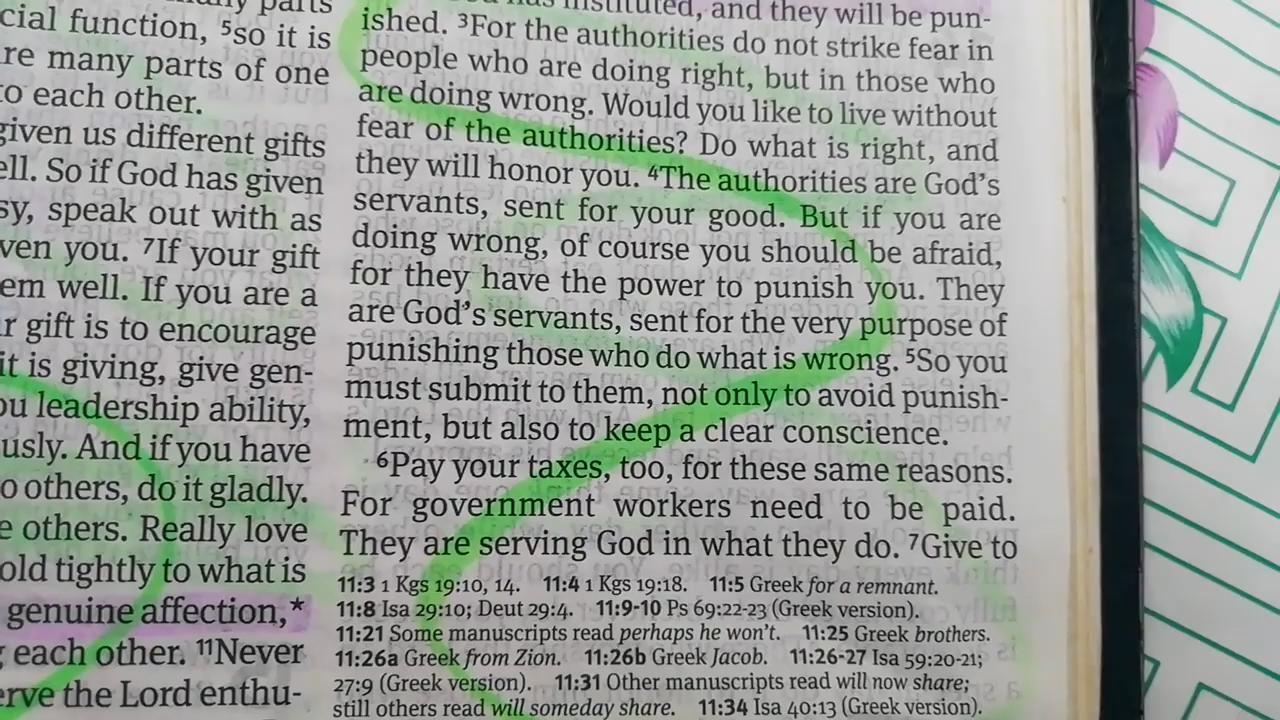 many parts
cial function, ⁵so it is
re many parts of one
to each other.
given us different gifts
ell. So if God has given
sy, speak out with as
ven you. ⁷If your gift
em well. If you are a
r gift is to encourage
it is giving, give gen-
ou leadership ability,
usly. And if you have
o others, do it gladly.
e others. Really love
old tightly to what is
genuine affection,*
each other. ¹¹Never
erve the Lord enthu-
has instituted, and they will be pun-
ished. ³For the authorities do not strike fear in
people who are doing right, but in those who
are doing wrong. Would you like to live without
fear of the authorities? Do what is right, and
they will honor you. ⁴The authorities are God's
servants, sent for your good. But if you are
doing wrong, of course you should be afraid,
for they have the power to punish you. They
are God's servants, sent for the very purpose of
punishing those who do what is wrong. ⁵So you
must submit to them, not only to avoid punish-
ment, but also to keep a clear conscience.
⁶Pay your taxes, too, for these same reasons.
For government workers need to be paid.
They are serving God in what they do. ⁷Give to
11:3 1 Kgs 19:10, 14. 11:4 1 Kgs 19:18. 11:5 Greek for a remnant.
11:8 Isa 29:10; Deut 29:4. 11:9-10 Ps 69:22-23 (Greek version).
11:21 Some manuscripts read perhaps he won't. 11:25 Greek brothers.
11:26a Greek from Zion. 11:26b Greek Jacob. 11:26-27 Isa 59:20-21;
27:9 (Greek version). 11:31 Other manuscripts read will now share;
still others read will someday share. 11:34 Isa 40:13 (Greek version).